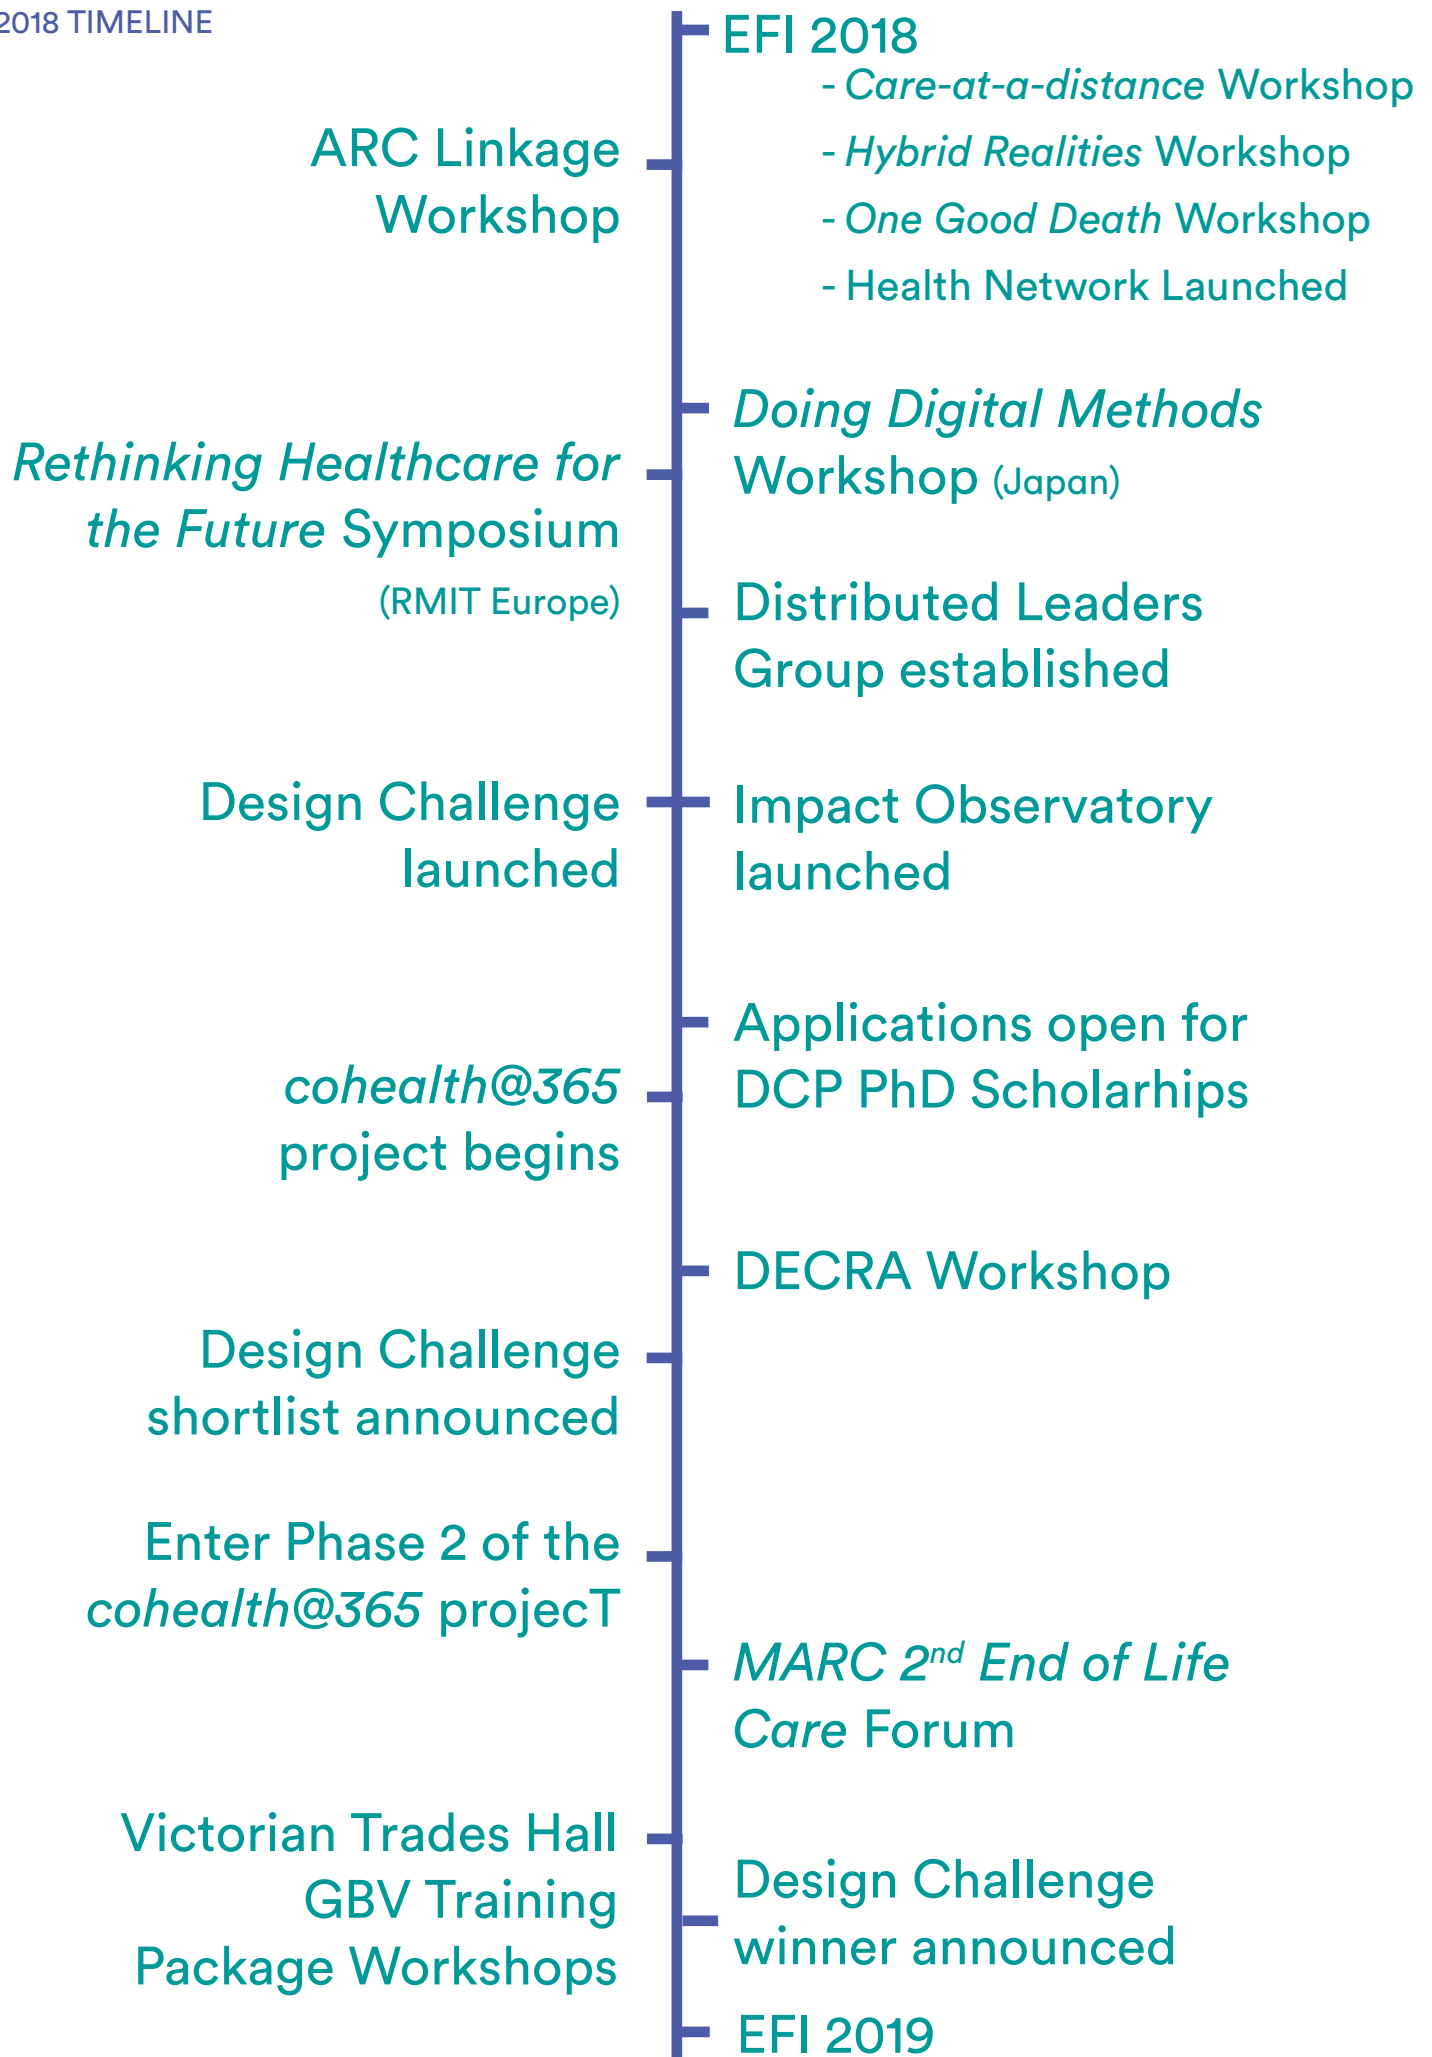 2018 TIMELINE
EFI 2018
- Care-at-a-distance Workshop
- Hybrid Realities Workshop
- One Good Death Workshop
- Health Network Launched
ARC Linkage
Workshop
Doing Digital Methods
Workshop (Japan)
Rethinking Healthcare for
the Future Symposium
(RMIT Europe)
Distributed Leaders
Group established
Design Challenge
launched
Impact Observatory
launched
Applications open for
DCP PhD Scholarhips
cohealth@365
project begins
DECRA Workshop
Design Challenge
shortlist announced
Enter Phase 2 of the
cohealth@365 projecT
MARC 2nd End of Life
Care Forum
Victorian Trades Hall
GBV Training
Package Workshops
Design Challenge
winner announced
EFI 2019